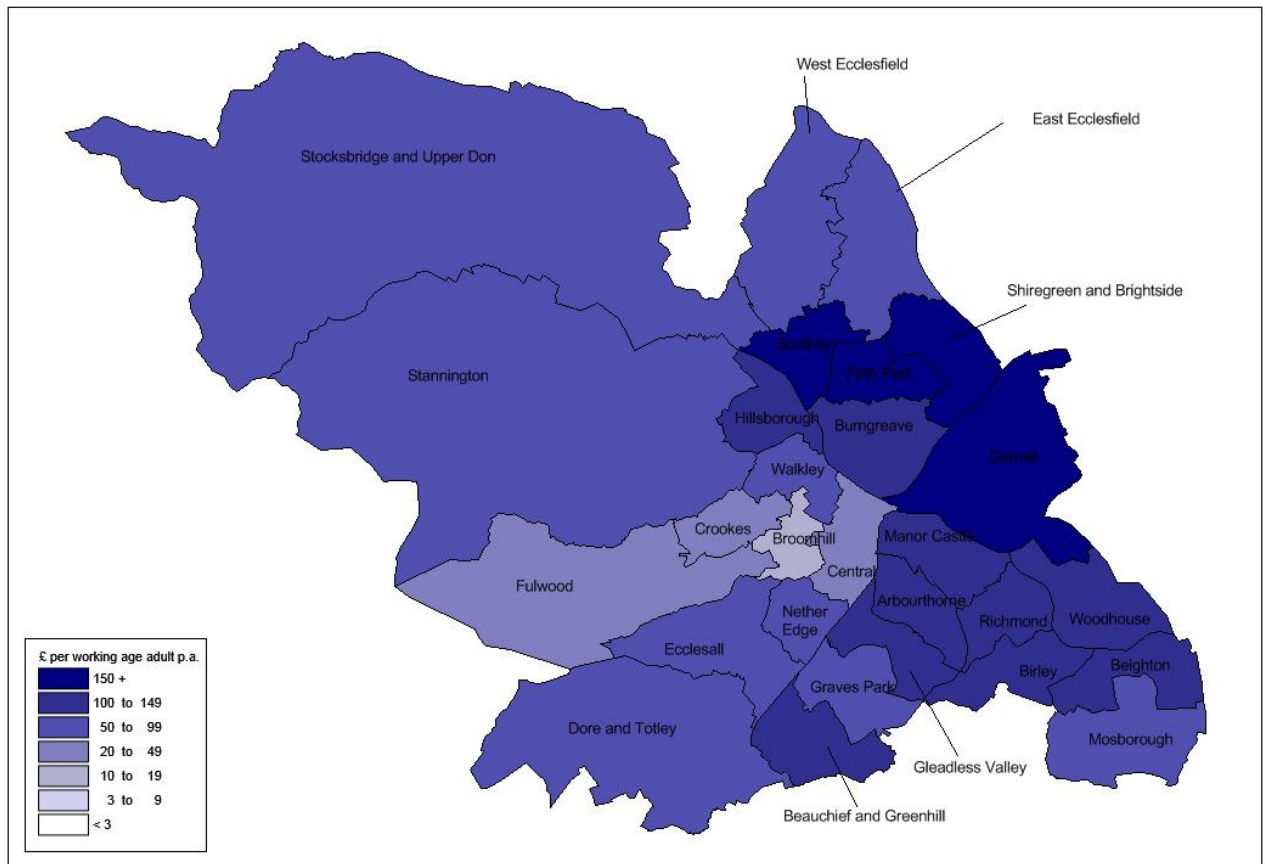 West Ecclesfield
East Ecclesfield
Stocksbridge and Upper Don
Shiregreen and Brightside
Southey
Firth Park
Stannington
Hillsborough
Burngreave
Darnall
Walkley
Crookes
Broomhill
Manor Castle
Central
Fulwood
Arbourthorne
Nether
Edge
Richmond
Woodhouse
Ecclesall
Birley
Beighton
Graves Park
Dore and Totley
Mosborough
Gleadless Valley
Beauchief and Greenhill
£ per working age adult p.a.
150 +
100 to 149
50 to 99
20 to 49
10 to 19
3 to 9
< 3